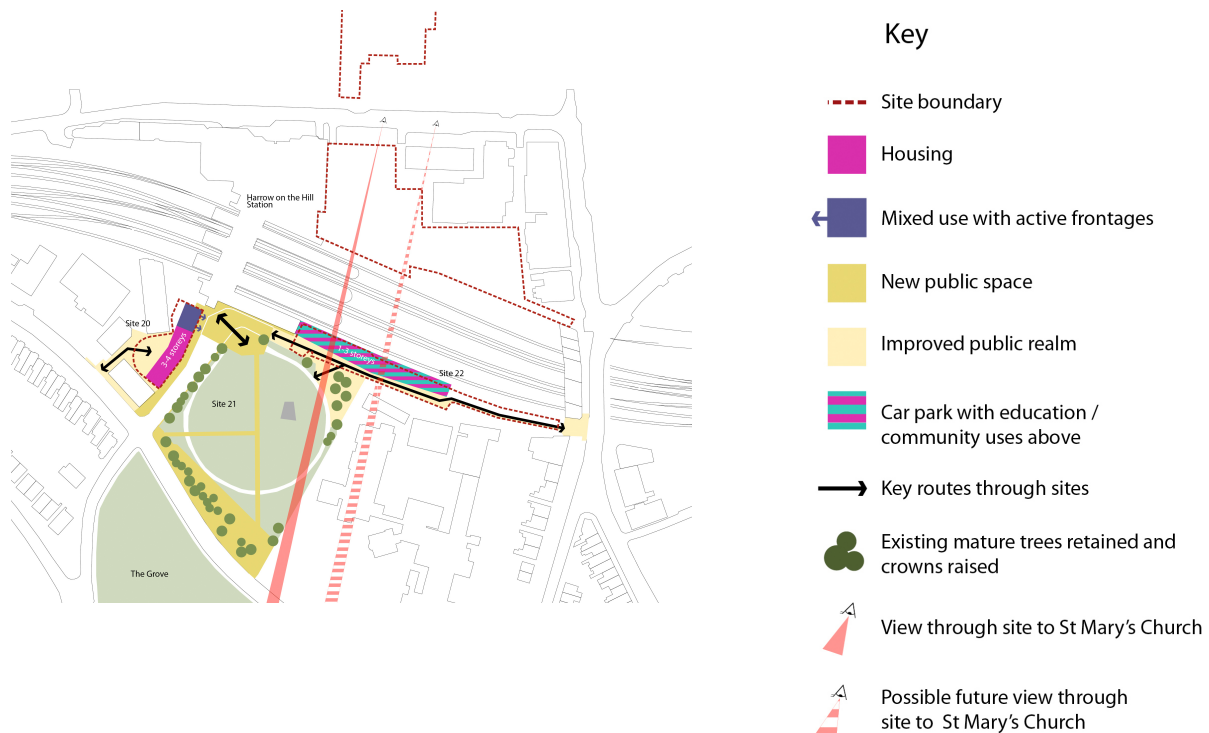 Key
Site boundary
Housing
Mixed use with active frontages
New public space
Improved public realm
Car park with education /
community uses above
Key routes through sites
Existing mature trees retained and
crowns raised
View through site to St Mary's Church
Possible future view through
site to St Mary's Church
Harrow on the Hill
Station
Site 20
3-4 storeys
1-3 storeys
Site 22
Site 21
The Grove